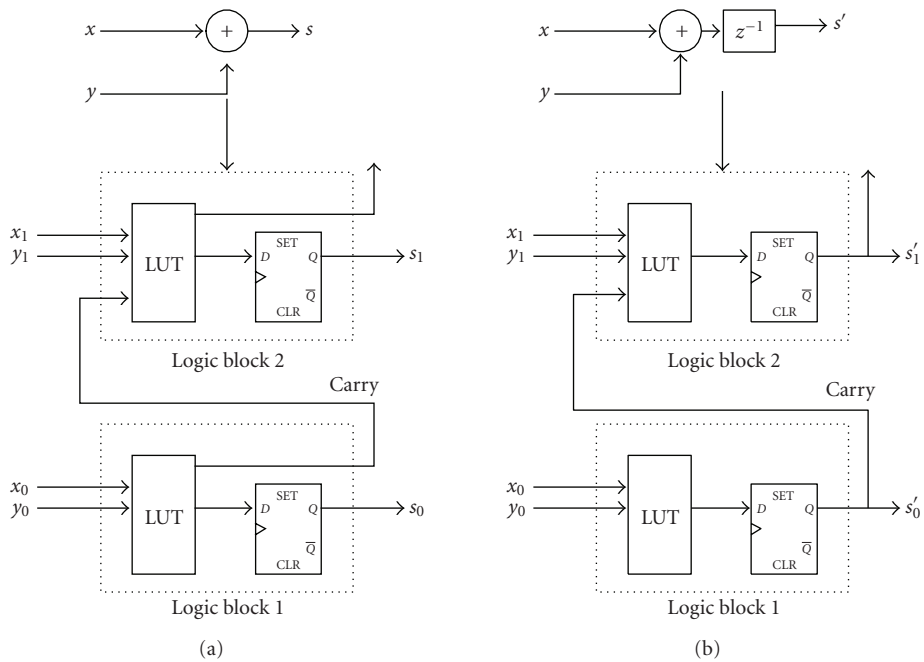 x
+
s
y
x₁
y₁
LUT
SET
D
Q
Q̅
CLR
s₁
Logic block 2
Carry
x₀
y₀
LUT
SET
D
Q
Q̅
CLR
s₀
Logic block 1
(a)
x
+
z⁻¹
s′
y
x₁
y₁
LUT
SET
D
Q
Q̅
CLR
s′₁
Logic block 2
Carry
x₀
y₀
LUT
SET
D
Q
Q̅
CLR
s′₀
Logic block 1
(b)